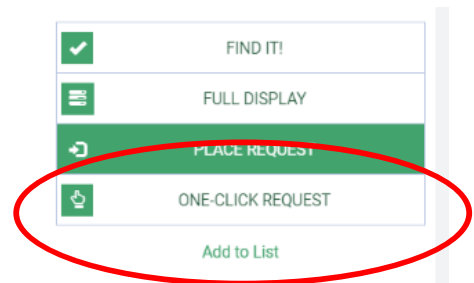 FIND IT!
FULL DISPLAY
PLACE REQUEST
ONE-CLICK REQUEST
Add to List